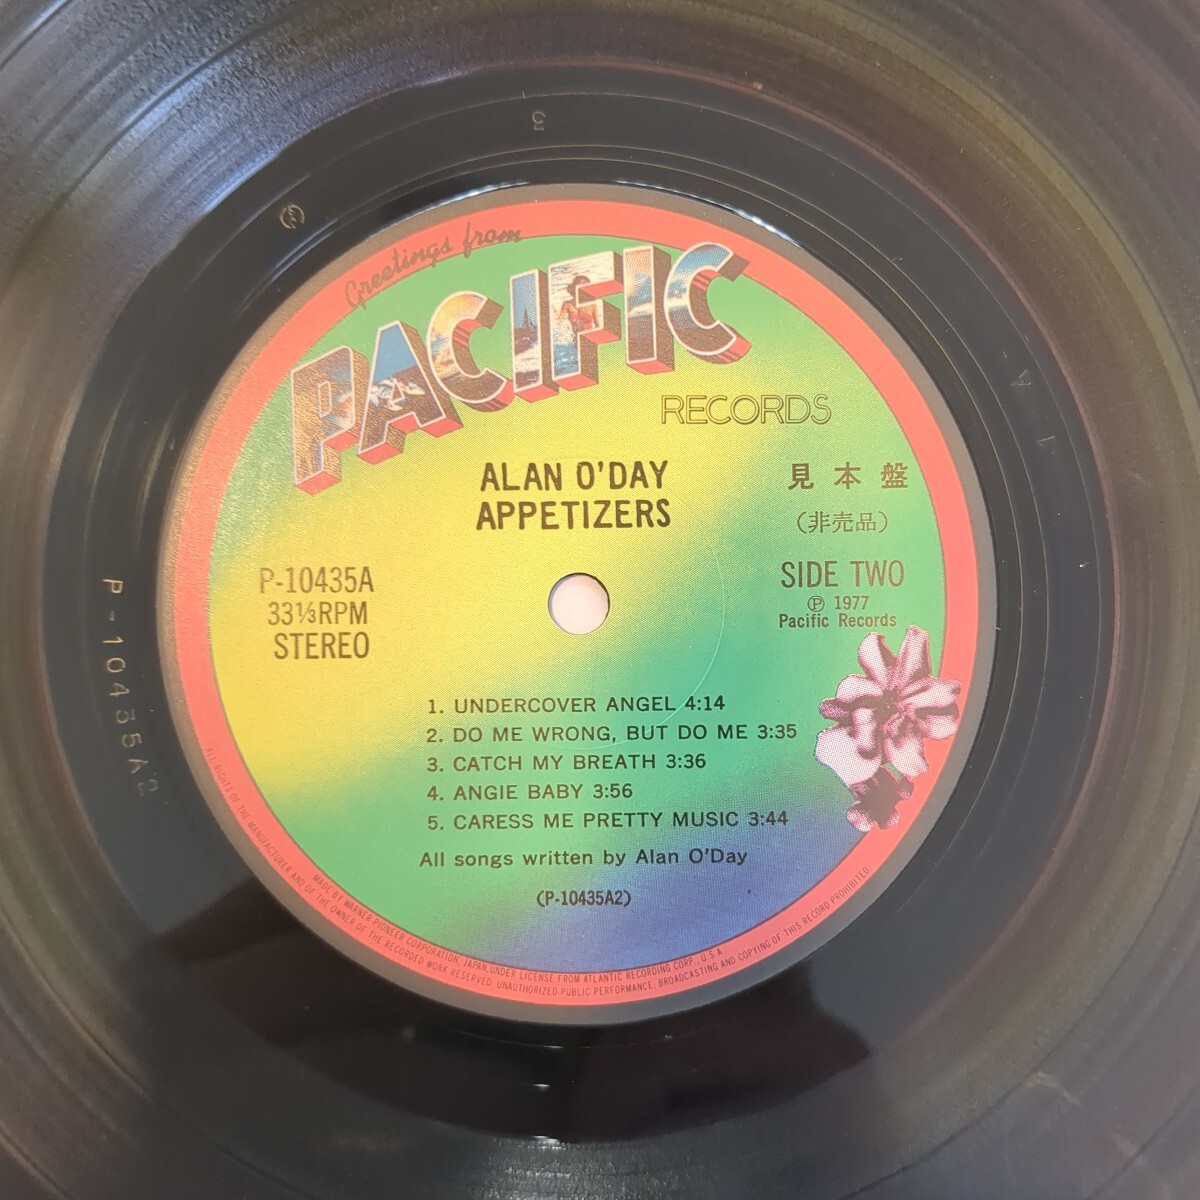 Greetings from
PACIFIC
RECORDS
ALAN O'DAY
APPETIZERS
見本盤
(非売品)
P-10435A
33⅓RPM
STEREO
SIDE TWO
Ⓟ 1977
Pacific Records
1. UNDERCOVER ANGEL 4:14
2. DO ME WRONG, BUT DO ME 3:35
3. CATCH MY BREATH 3:36
4. ANGIE BABY 3:56
5. CARESS ME PRETTY MUSIC 3:44
All songs written by Alan O'Day
(P-10435A2)
MADE BY WARNER-PIONEER CORPORATION, JAPAN, UNDER LICENSE FROM ATLANTIC RECORDING CORP., U.S.A.
ALL RIGHTS OF THE MANUFACTURER AND OF THE OWNER OF THE RECORDED WORK RESERVED. UNAUTHORIZED PUBLIC PERFORMANCE, BROADCASTING AND COPYING OF THIS RECORD PROHIBITED
P-10435A2